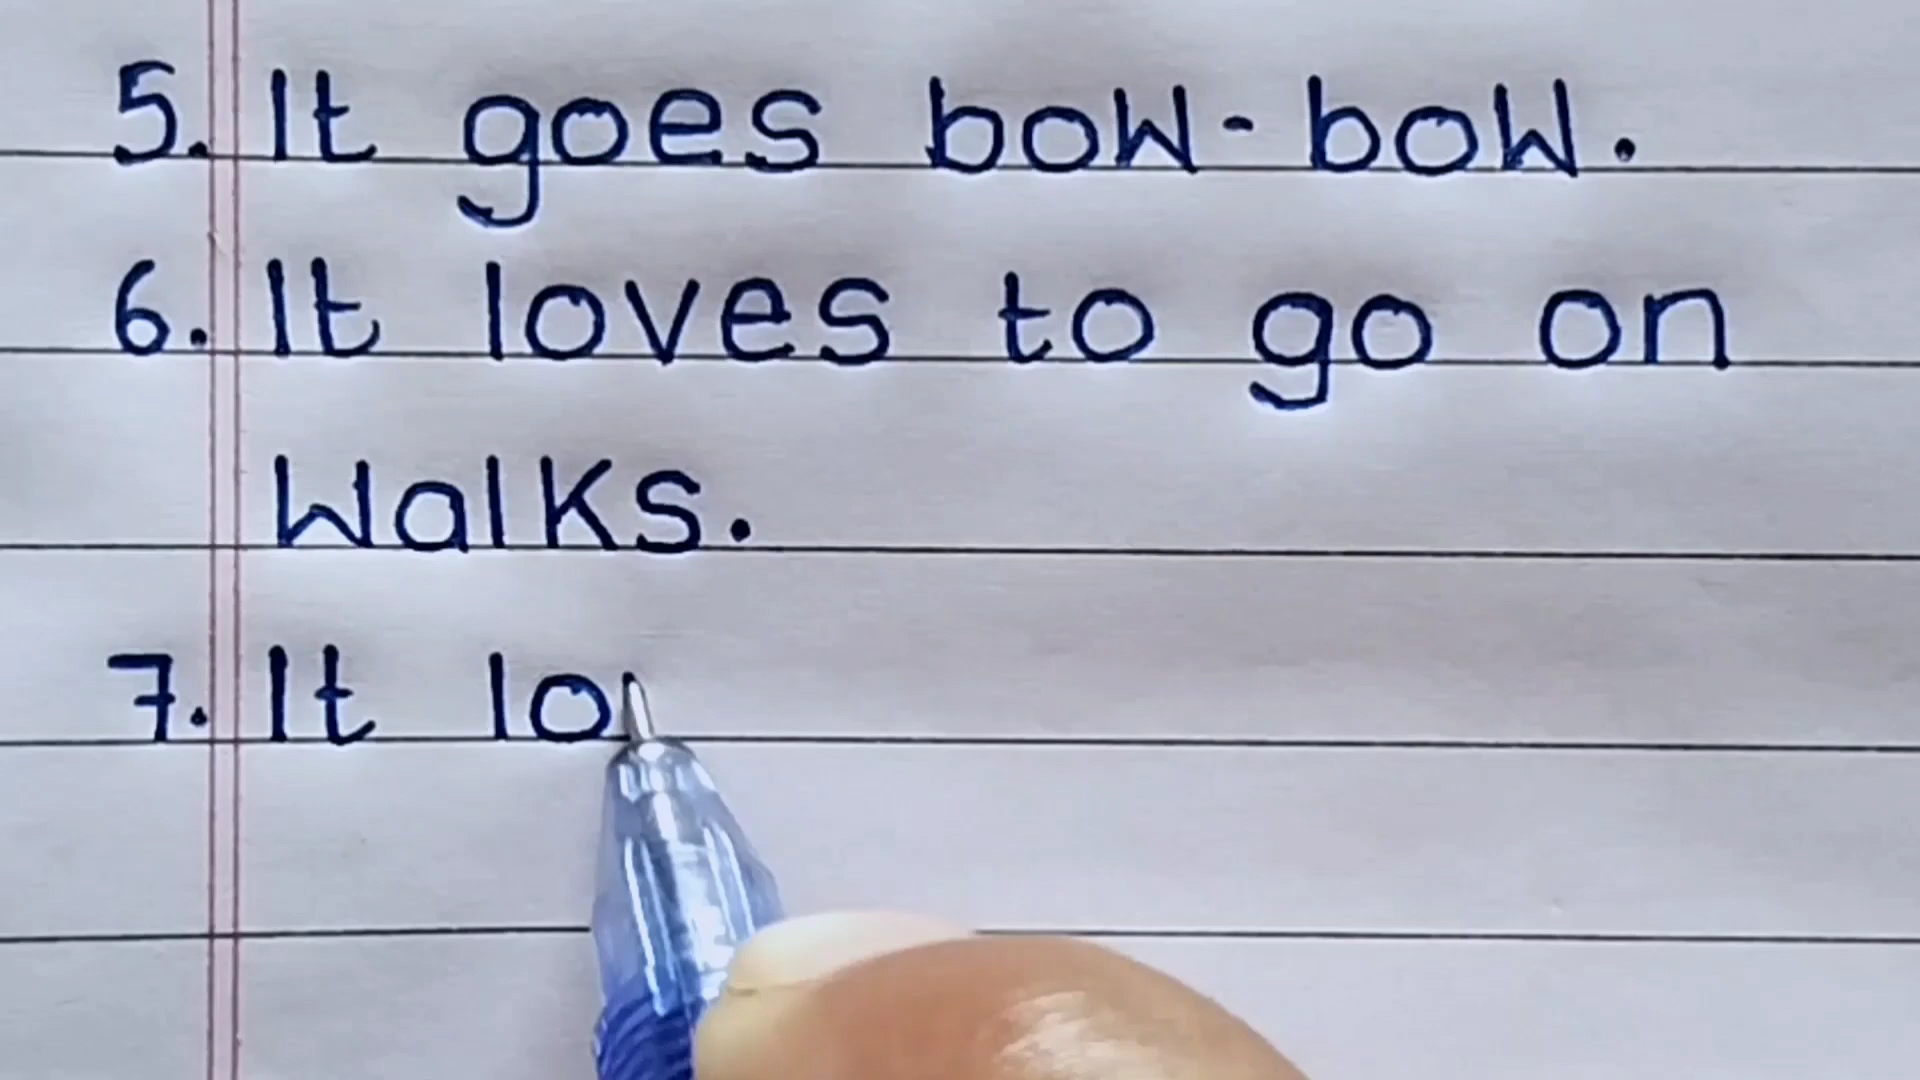 5. It goes bow-bow.
6. It loves to go on
walks.
7. It lo